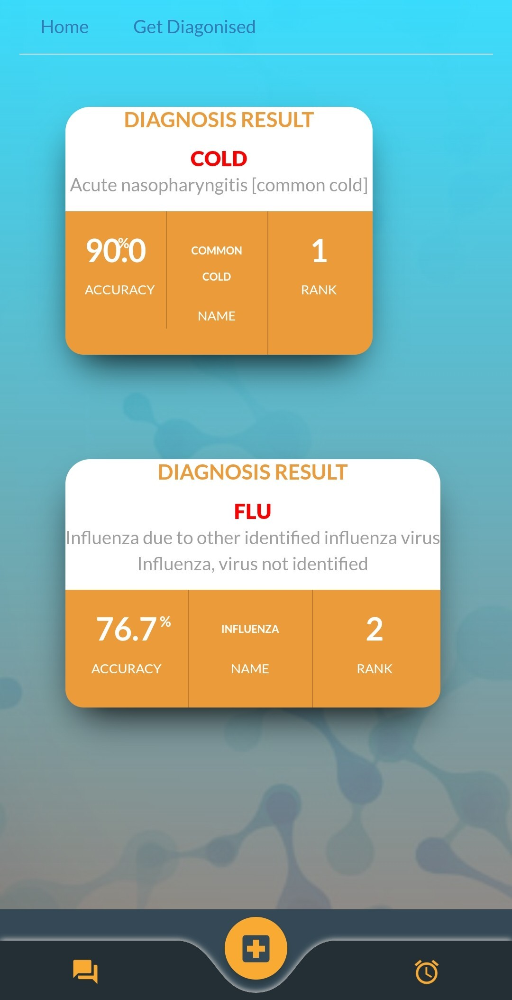 Home Get Diagonised
DIAGNOSIS RESULT
COLD
Acute nasopharyngitis [common cold]
90.0%
ACCURACY
COMMON
COLD
NAME
1
RANK
DIAGNOSIS RESULT
FLU
Influenza due to other identified influenza virus
Influenza, virus not identified
76.7%
ACCURACY
INFLUENZA
NAME
2
RANK